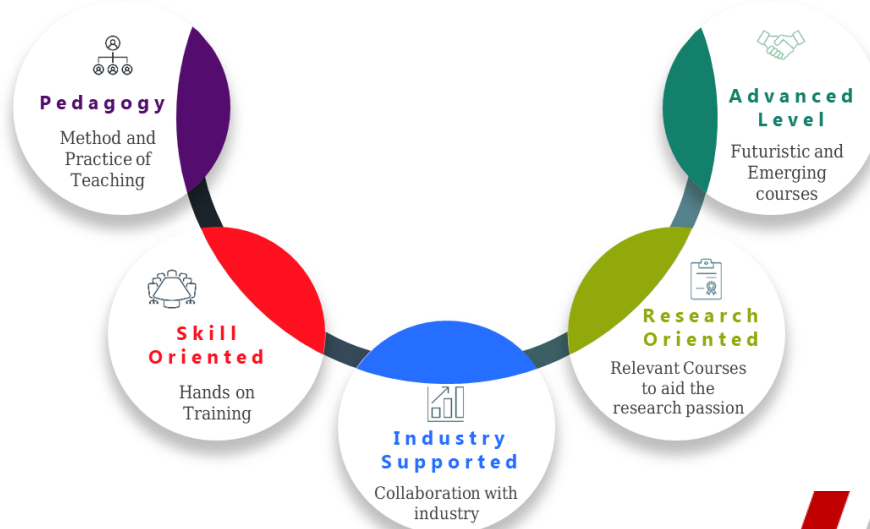 Pedagogy
Method and
Practice of
Teaching
Skill
Oriented
Hands on
Training
Industry
Supported
Collaboration with
industry
Research
Oriented
Relevant Courses
to aid the
research passion
Advanced
Level
Futuristic and
Emerging
courses